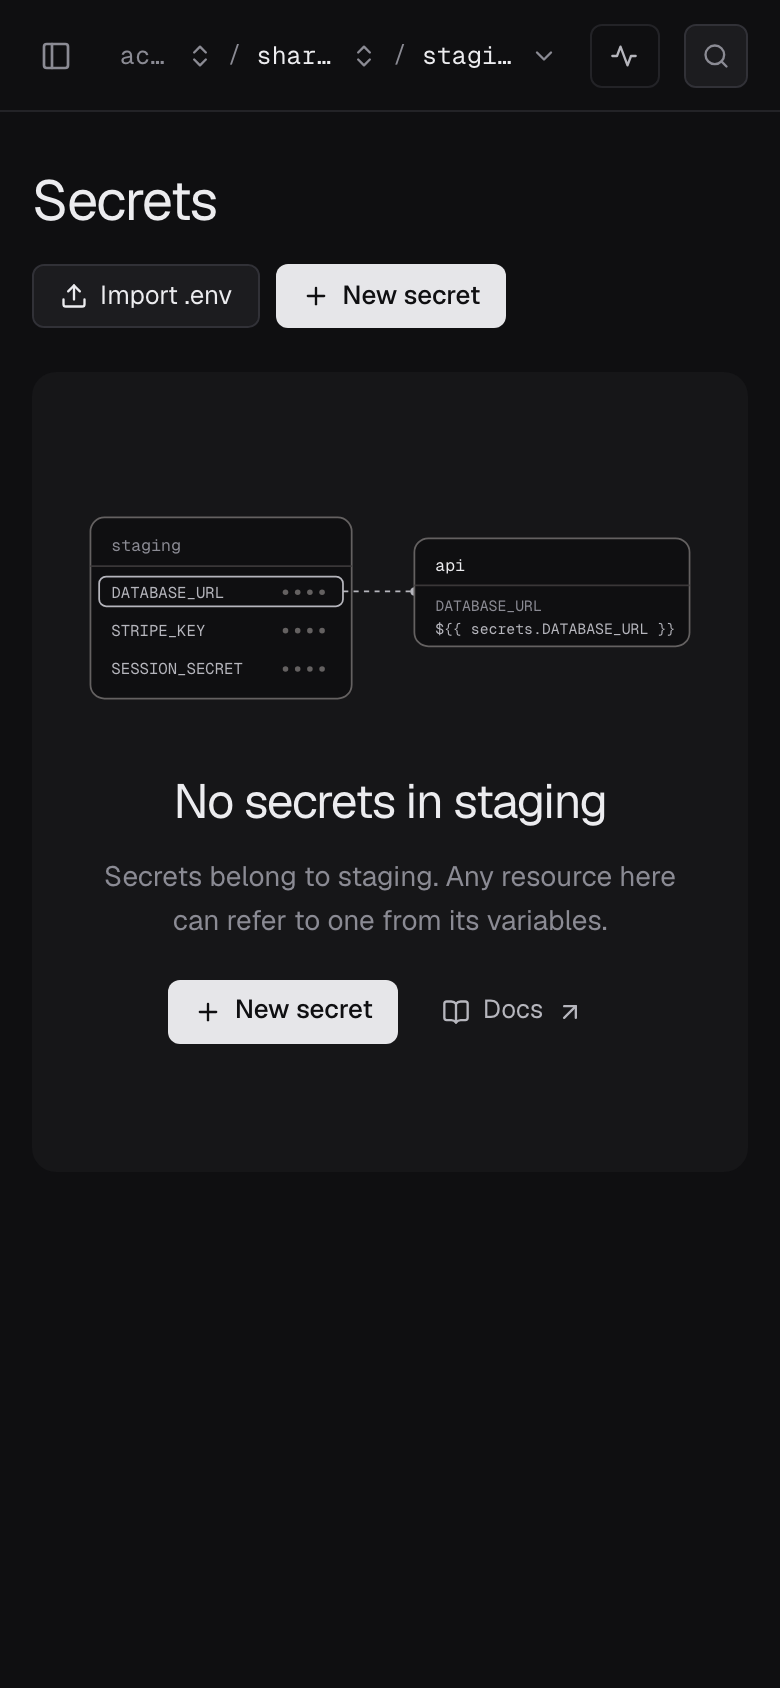 ac… / shar… / stagi…
Secrets
Import .env
New secret
staging
DATABASE_URL ••••
STRIPE_KEY ••••
SESSION_SECRET ••••
api
DATABASE_URL
${{ secrets.DATABASE_URL }}
No secrets in staging
Secrets belong to staging. Any resource here
can refer to one from its variables.
New secret
Docs